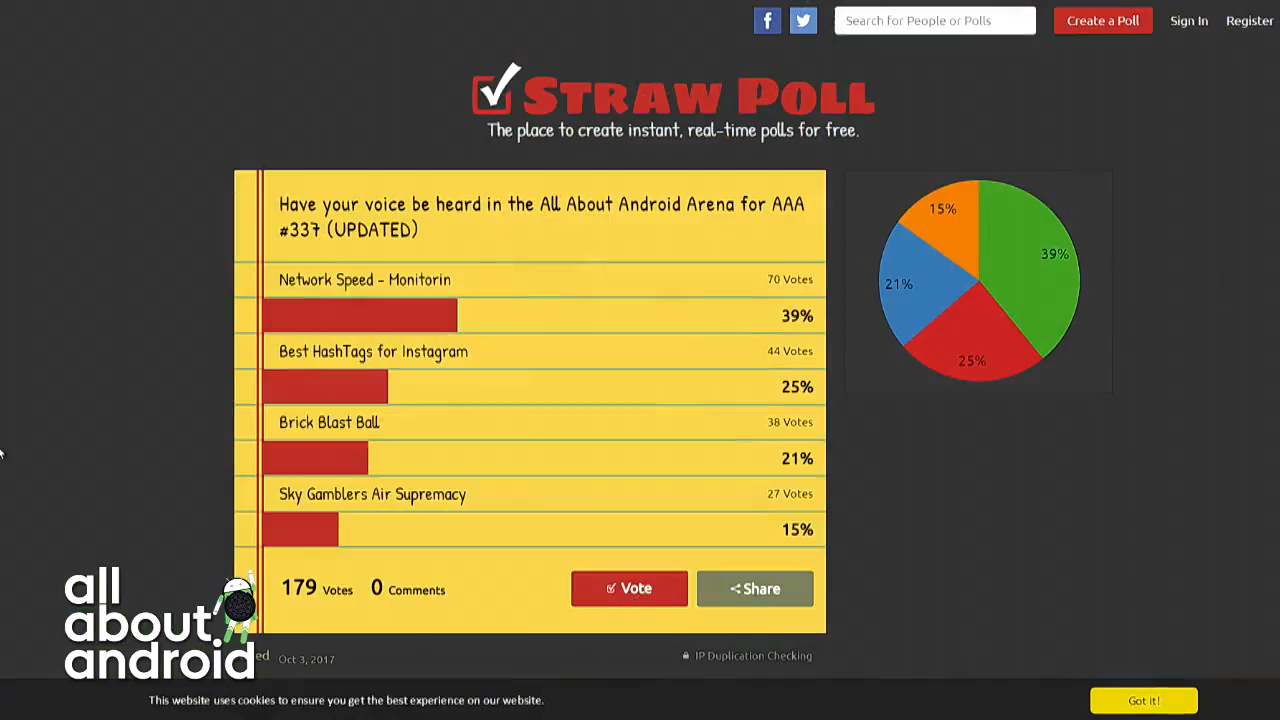 f
Search for People or Polls
Create a Poll
Sign In
Register
STRAW POLL
The place to create instant, real-time polls for free.
Have your voice be heard in the All About Android Arena for AAA
#337 (UPDATED)
Network Speed - Monitorin
70 Votes
39%
Best HashTags for Instagram
44 Votes
25%
Brick Blast Ball
38 Votes
21%
Sky Gamblers Air Supremacy
27 Votes
15%
179 Votes 0 Comments
Vote
Share
ed Oct 3, 2017
IP Duplication Checking
15%
39%
21%
25%
all
about
android
This website uses cookies to ensure you get the best experience on our website.
Got it!